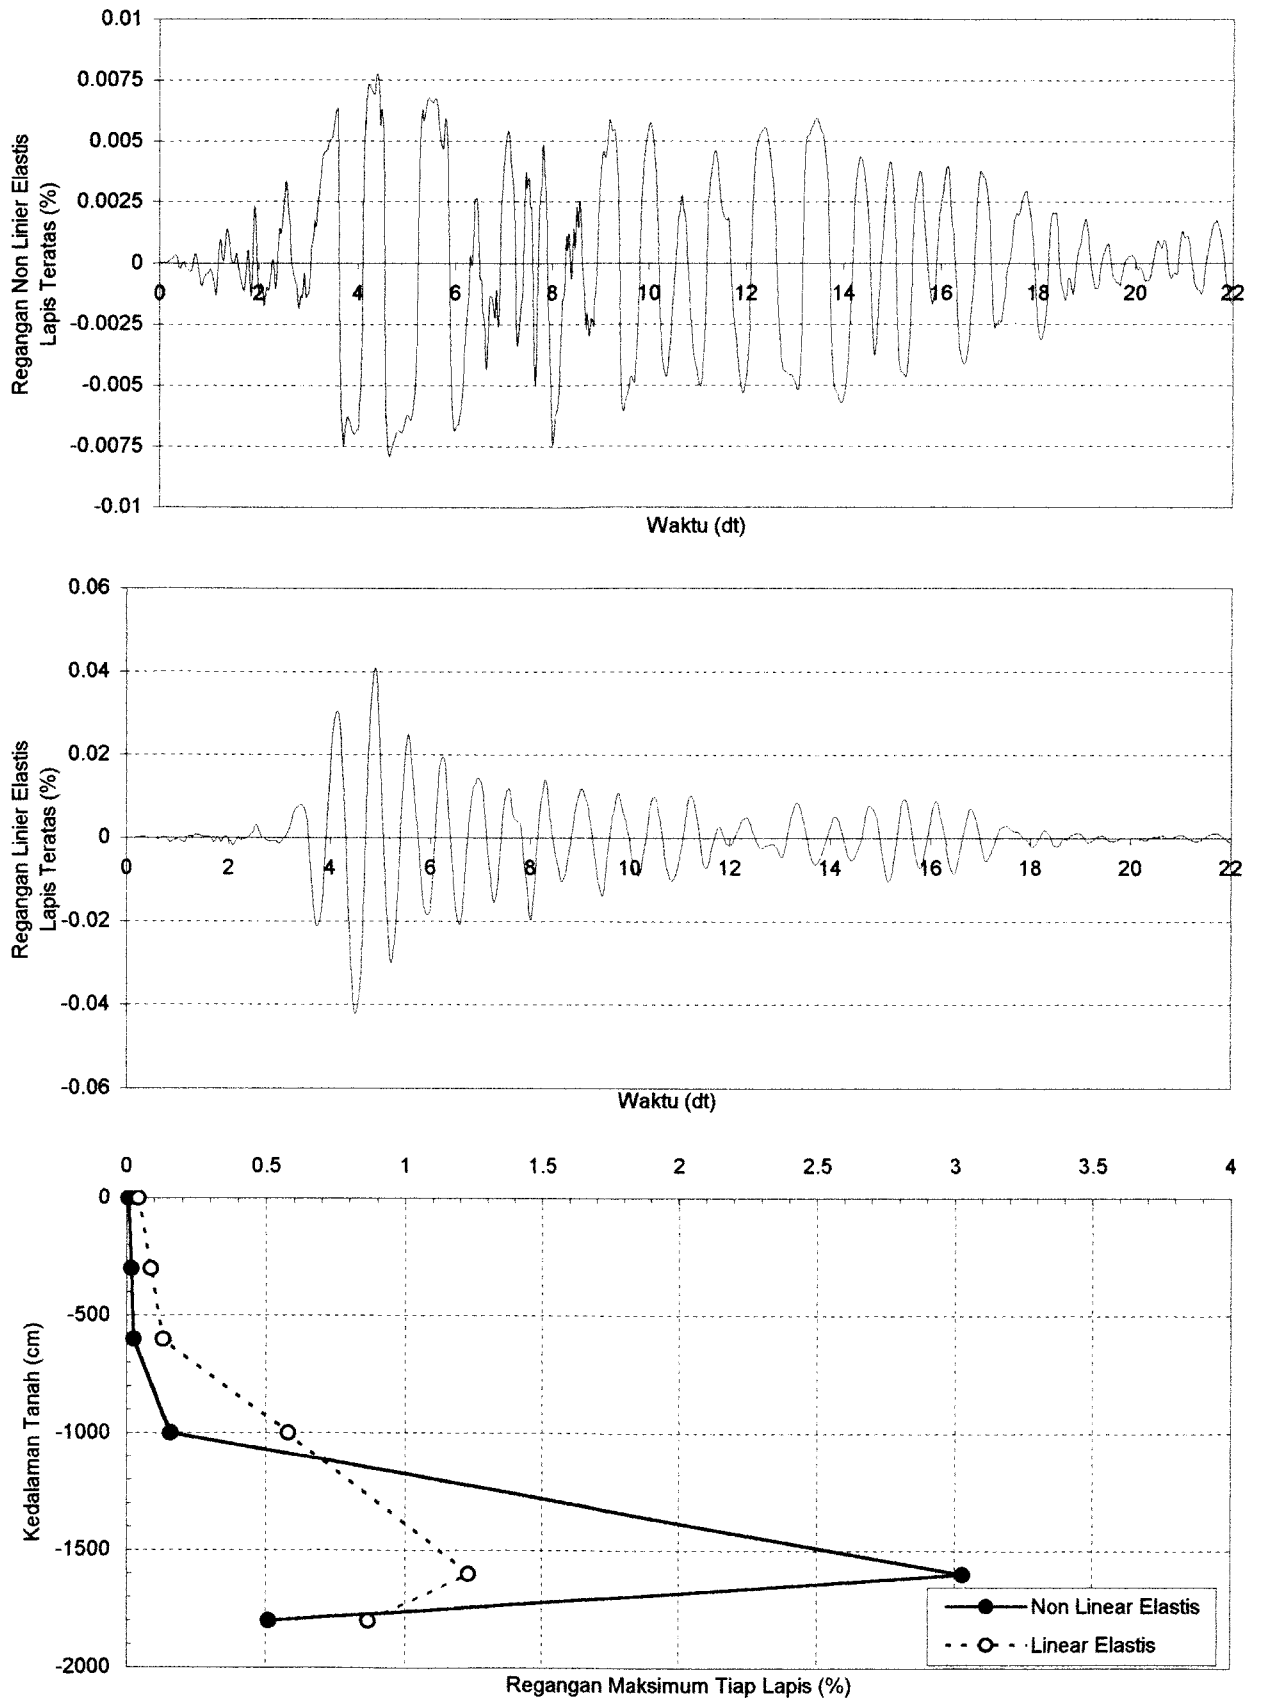 0.01
0.0075
0.005
0.0025
0
-0.0025
-0.005
-0.0075
-0.01
Regangan Non Linier Elastis
Lapis Teratas (%)
0 2 4 6 8 10 12 14 16 18 20 22
Waktu (dt)
0.06
0.04
0.02
0
-0.02
-0.04
-0.06
Regangan Linier Elastis
Lapis Teratas (%)
0 2 4 6 8 10 12 14 16 18 20 22
Waktu (dt)
0 0.5 1 1.5 2 2.5 3 3.5 4
0
-500
-1000
-1500
-2000
Kedalaman Tanah (cm)
Non Linear Elastis
Linear Elastis
Regangan Maksimum Tiap Lapis (%)